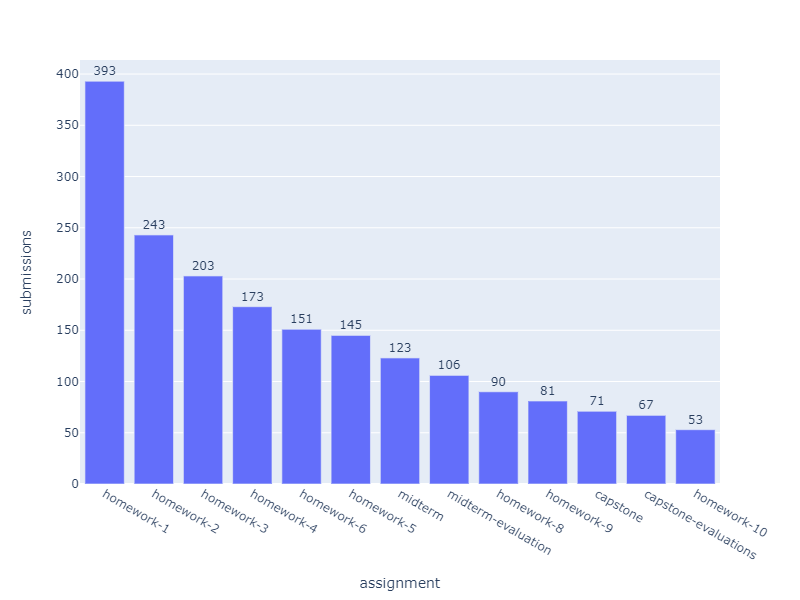 393
243
203
173
151
145
123
106
90
81
71
67
53
400
350
300
250
200
150
100
50
0
submissions
homework-1
homework-2
homework-3
homework-4
homework-6
homework-5
midterm
midterm-evaluation
homework-8
homework-9
capstone
capstone-evaluations
homework-10
assignment